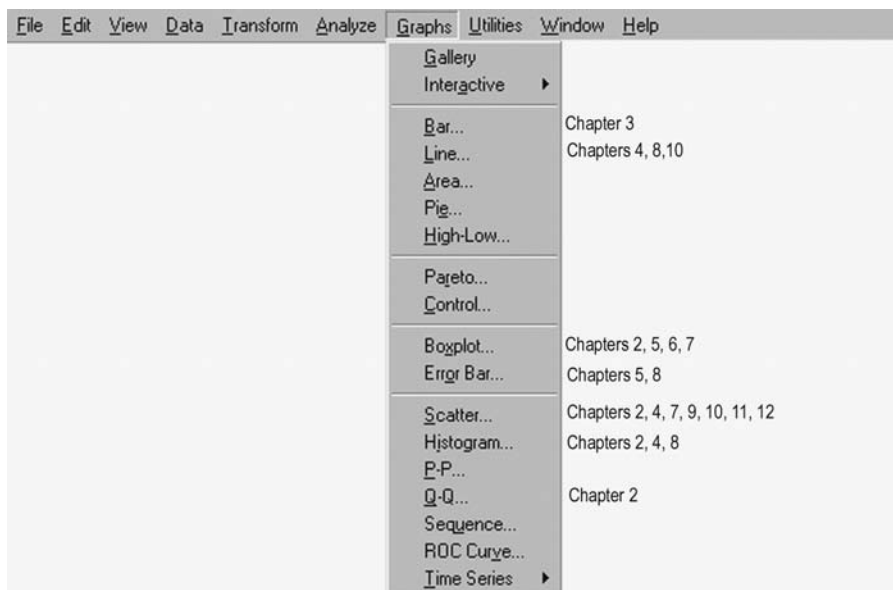 File Edit View Data Transform Analyze Graphs Utilities Window Help
Gallery
Interactive
Bar... Chapter 3
Line... Chapters 4, 8,10
Area...
Pie...
High-Low...
Pareto...
Control...
Boxplot... Chapters 2, 5, 6, 7
Error Bar... Chapters 5, 8
Scatter... Chapters 2, 4, 7, 9, 10, 11, 12
Histogram... Chapters 2, 4, 8
P-P...
Q-Q... Chapter 2
Sequence...
ROC Curve...
Time Series